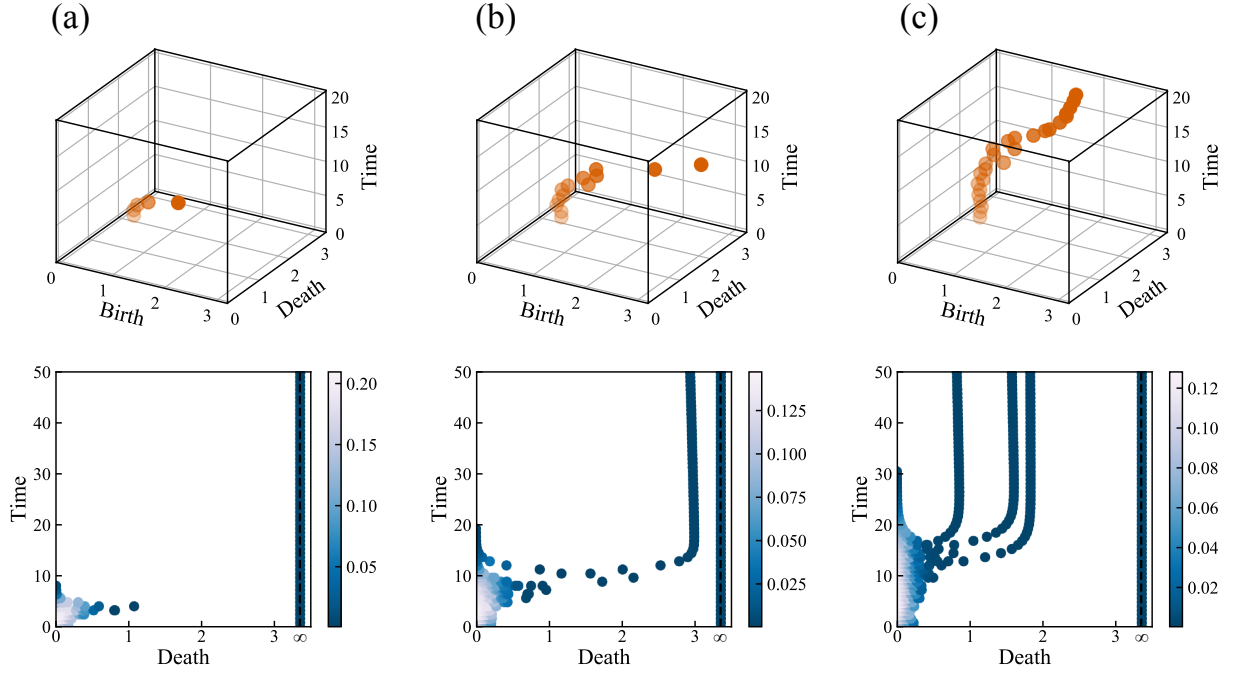 (a) (b) (c)
20 20 20
15 15 15
10 10 10
5 5 5
0 0 0
Time Time Time
0 1 2 3 0 1 2 3 0 1 2 3
Birth Birth Birth
0 1 2 3 0 1 2 3 0 1 2 3
Death Death Death
50 0.20 50 0.125 50 0.12
40 0.15 40 0.100 40 0.10
30 0.10 30 0.075 30 0.08
20 0.05 20 0.050 20 0.06
10 10 0.025 10 0.04
0 0 0 0.02
Time Time Time
0 1 2 3 ∞ 0 1 2 3 ∞ 0 1 2 3 ∞
Death Death Death